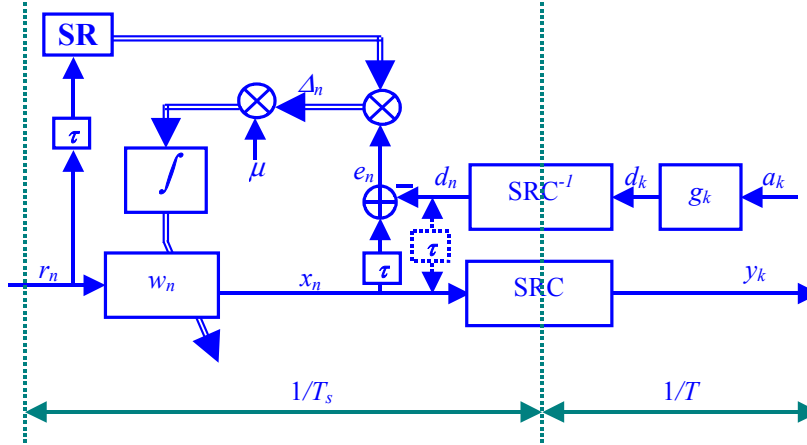 SR
τ
Δn
μ
∫
en
dn
SRC-1
dk
gk
ak
τ
τ
rn
wn
xn
SRC
yk
1/Ts
1/T